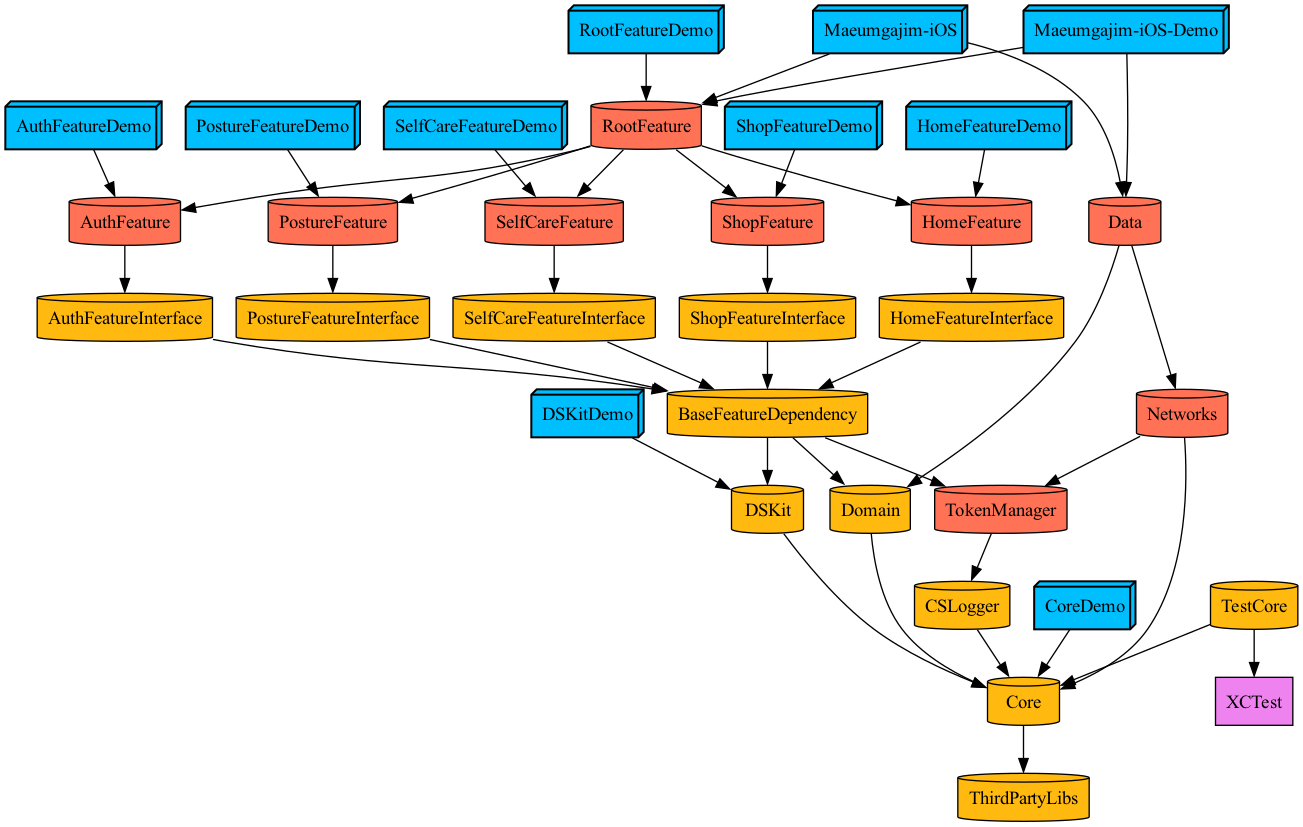 RootFeatureDemo
Maeumgajim-iOS
Maeumgajim-iOS-Demo
AuthFeatureDemo
PostureFeatureDemo
SelfCareFeatureDemo
RootFeature
ShopFeatureDemo
HomeFeatureDemo
AuthFeature
PostureFeature
SelfCareFeature
ShopFeature
HomeFeature
Data
AuthFeatureInterface
PostureFeatureInterface
SelfCareFeatureInterface
ShopFeatureInterface
HomeFeatureInterface
DSKitDemo
BaseFeatureDependency
Networks
DSKit
Domain
TokenManager
CSLogger
CoreDemo
TestCore
Core
XCTest
ThirdPartyLibs